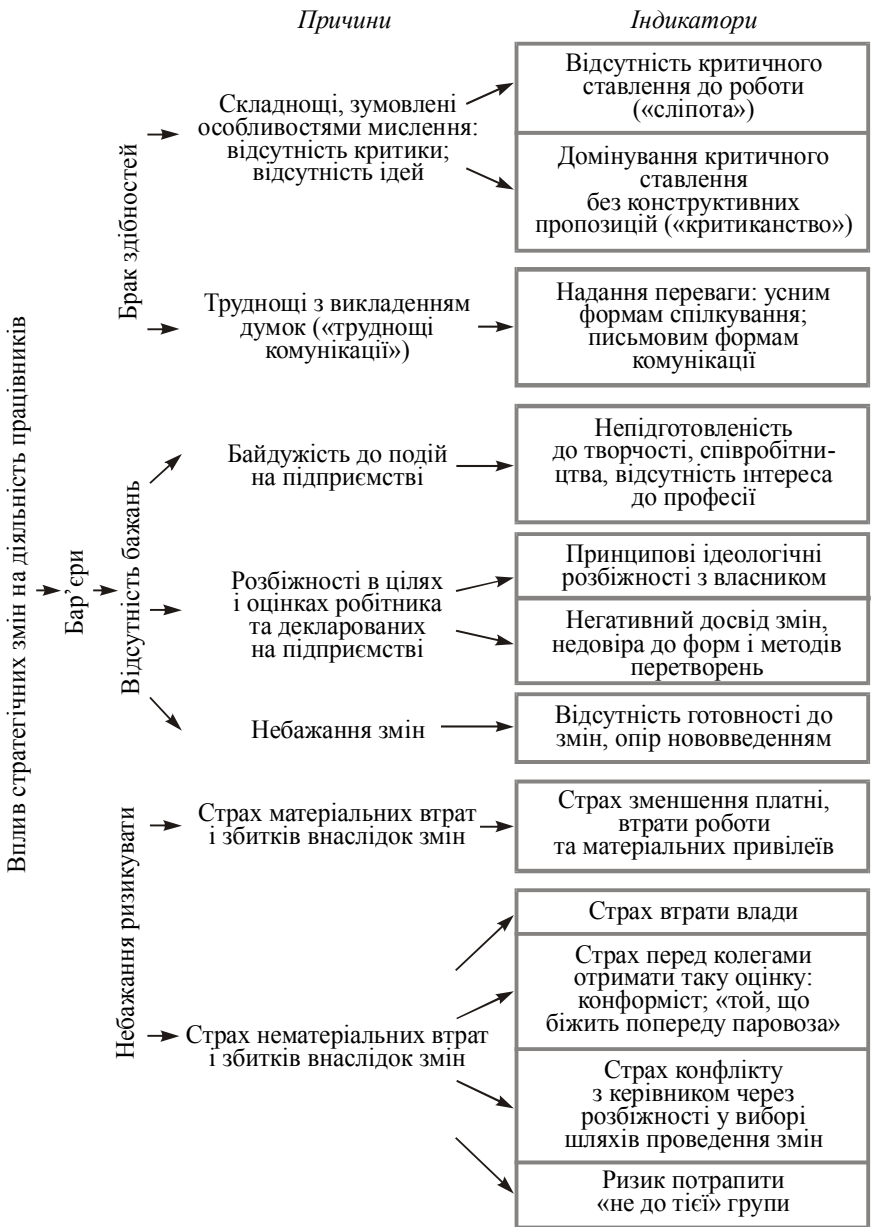 Причини
Індикатори
Вплив стратегічних змін на діяльність працівників
Бар’єри
Брак здібностей
Складнощі, зумовлені
особливостями мислення:
відсутність критики;
відсутність ідей
Відсутність критичного
ставлення до роботи
(«сліпота»)
Домінування критичного
ставлення
без конструктивних
пропозицій («критиканство»)
Труднощі з викладенням
думок («труднощі
комунікації»)
Надання переваги: усним
формам спілкування;
письмовим формам
комунікації
Відсутність бажань
Байдужість до подій
на підприємстві
Непідготовленість
до творчості, співробітни-
цтва, відсутність інтереса
до професії
Розбіжності в цілях
і оцінках робітника
та декларованих
на підприємстві
Принципові ідеологічні
розбіжності з власником
Негативний досвід змін,
недовіра до форм і методів
перетворень
Небажання змін
Відсутність готовності до
змін, опір нововведенням
Небажання ризикувати
Страх матеріальних втрат
і збитків внаслідок змін
Страх зменшення платні,
втрати роботи
та матеріальних привілеїв
Страх нематеріальних втрат
і збитків внаслідок змін
Страх втрати влади
Страх перед колегами
отримати таку оцінку:
конформіст; «той, що
біжить попереду паровоза»
Страх конфлікту
з керівником через
розбіжності у виборі
шляхів проведення змін
Ризик потрапити
«не до тієї» групи